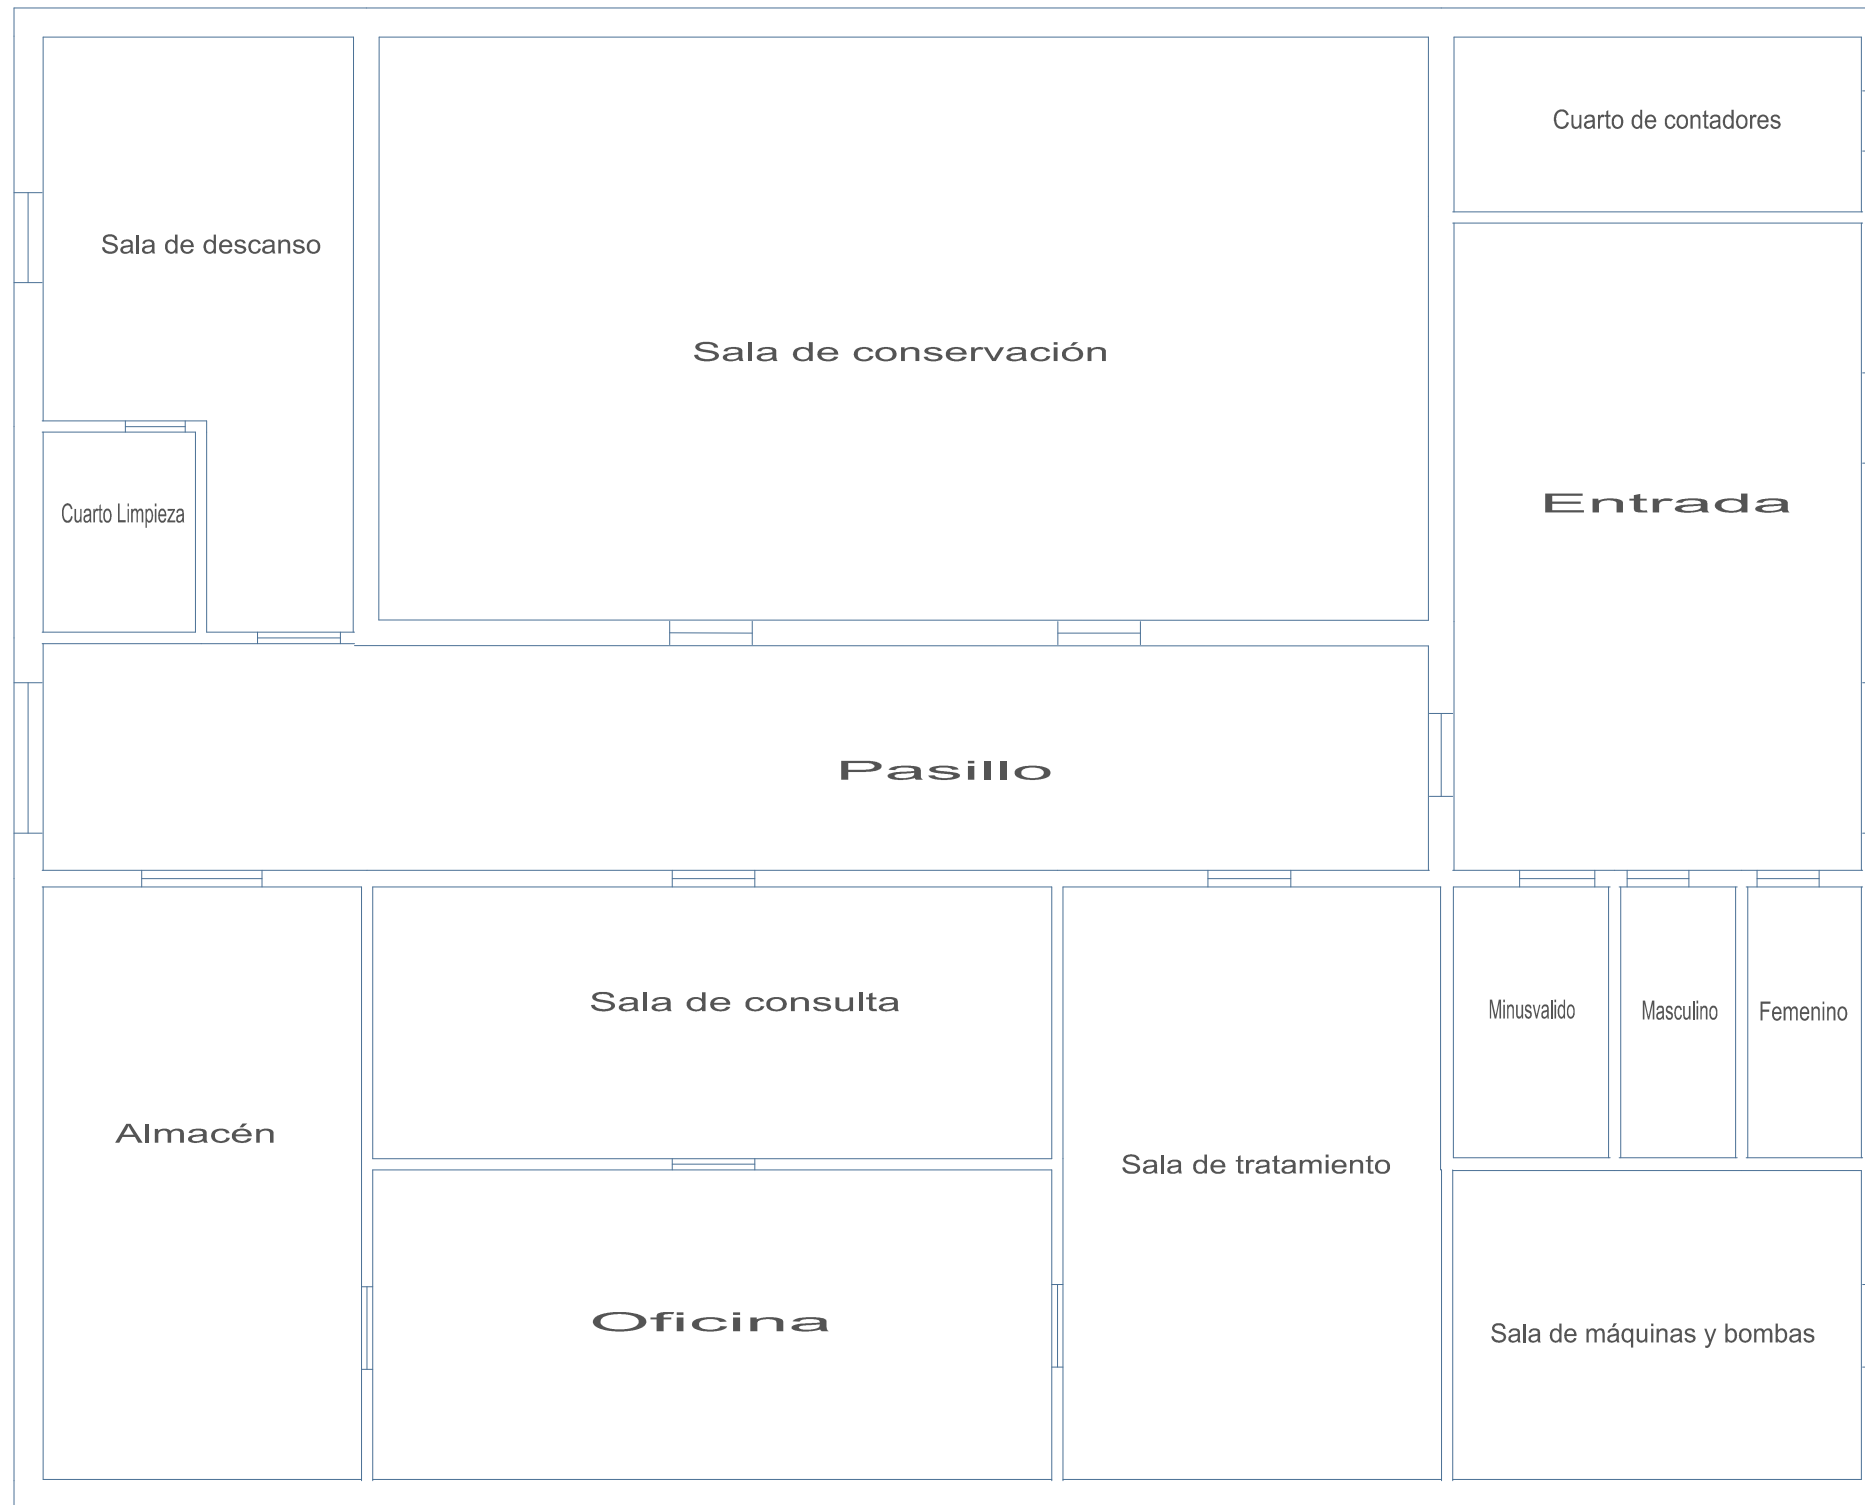 Cuarto de contadores
Sala de descanso
Sala de conservación
Entrada
Cuarto Limpieza
Pasillo
Sala de consulta
Minusvalido
Masculino
Femenino
Almacén
Sala de tratamiento
Oficina
Sala de máquinas y bombas